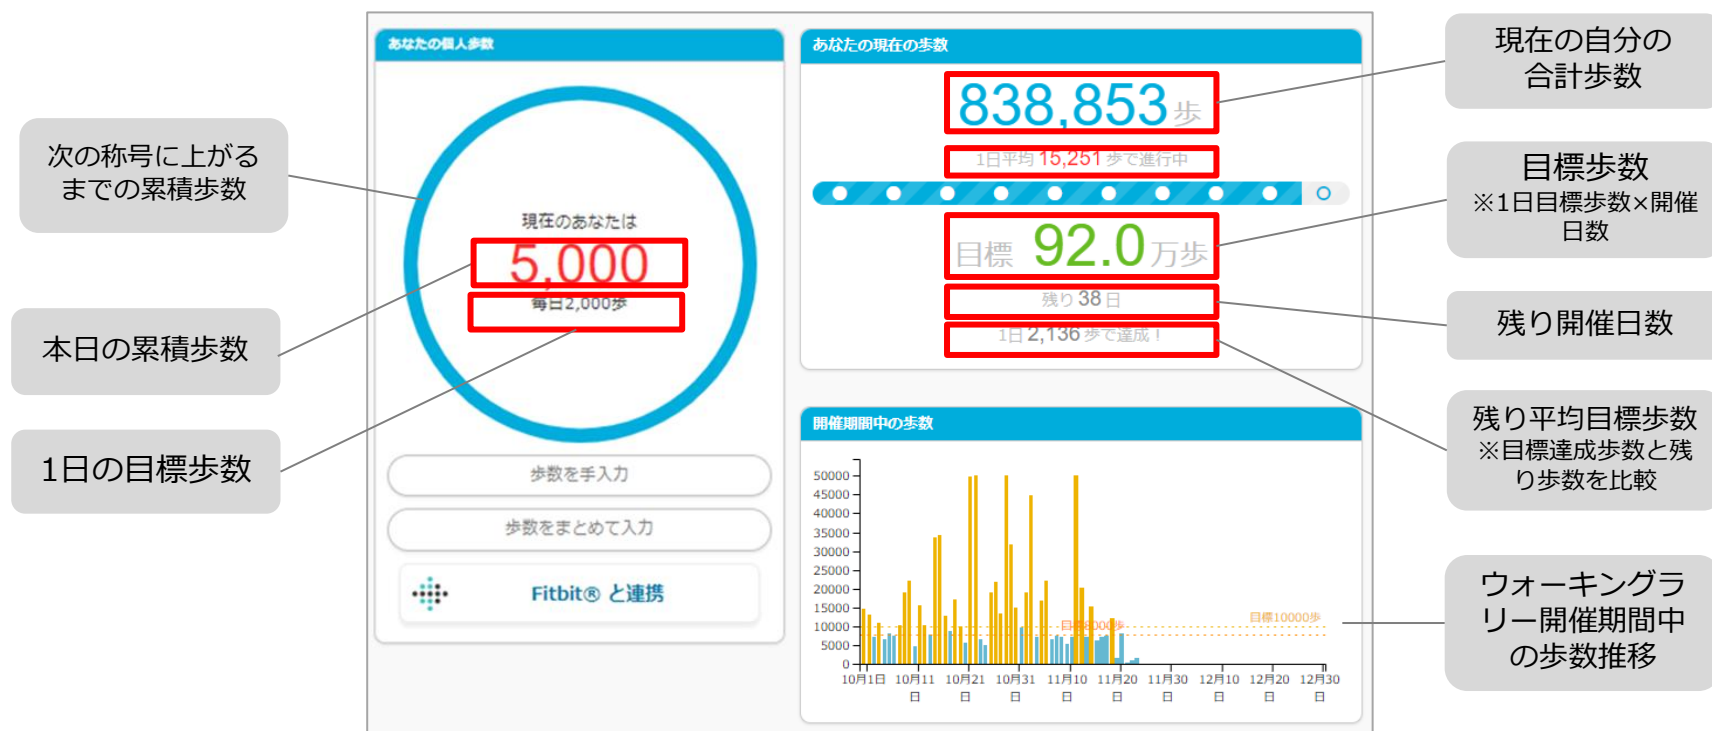 次の称号に上がる
までの累積歩数
本日の累積歩数
1日の目標歩数
あなたの個人歩数
現在のあなたは
5,000
毎日2,000歩
歩数を手入力
歩数をまとめて入力
Fitbit® と連携
あなたの現在の歩数
838,853 歩
1日平均 15,251 歩で進行中
目標 92.0 万歩
残り 38 日
1日 2,136 歩で達成！
開催期間中の歩数
50000
45000
40000
35000
30000
25000
20000
15000
10000
5000
0
目標10000歩
目標8000歩
10月1日
10月11日
10月21日
10月31日
11月10日
11月20日
11月30日
12月10日
12月20日
12月30日
現在の自分の
合計歩数
目標歩数
※1日目標歩数×開催
日数
残り開催日数
残り平均目標歩数
※目標達成歩数と残
り歩数を比較
ウォーキングラ
リー開催期間中
の歩数推移